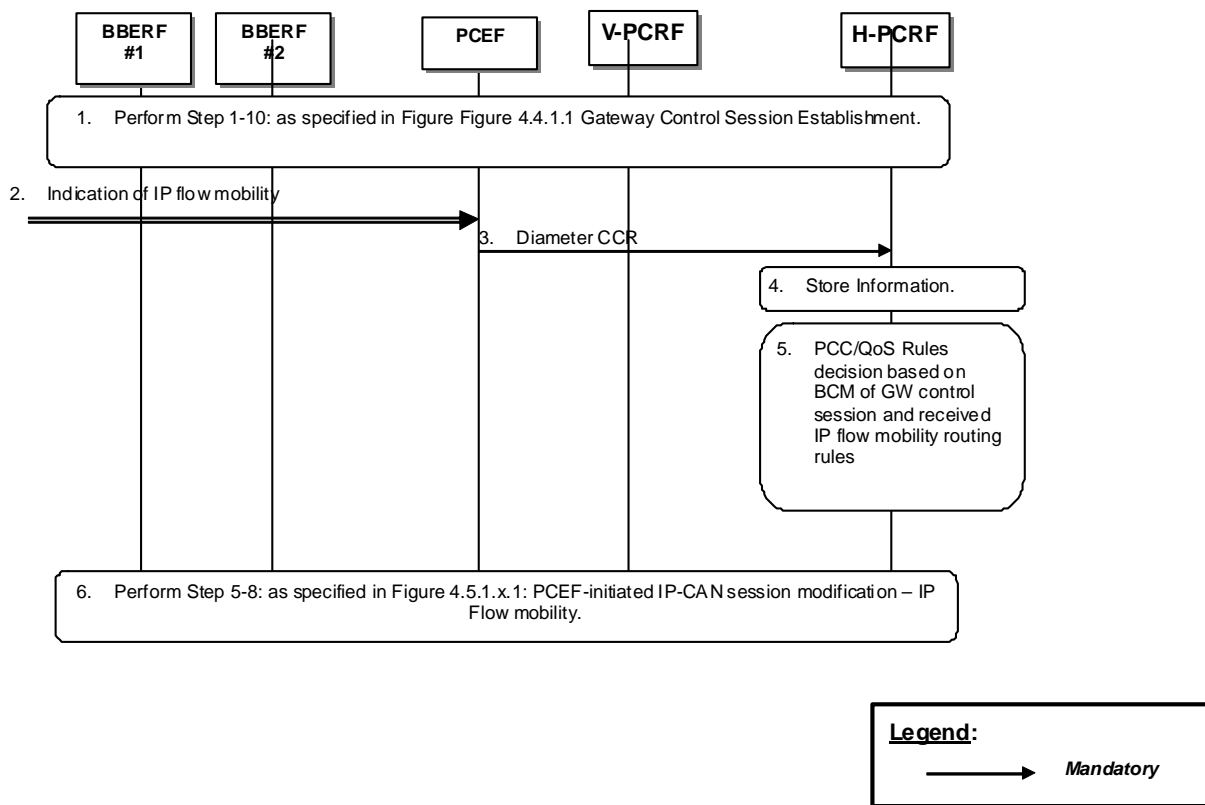 BBERF
#1
BBERF
#2
PCEF
V-PCRF
H-PCRF
1. Perform Step 1-10: as specified in Figure Figure 4.4.1.1 Gateway Control Session Establishment.
2. Indication of IP flow mobility
3. Diameter CCR
4. Store Information.
5. PCC/QoS Rules
decision based on
BCM of GW control
session and received
IP flow mobility routing
rules
6. Perform Step 5-8: as specified in Figure 4.5.1.x.1: PCEF-initiated IP-CAN session modification – IP
Flow mobility.
Legend:
Mandatory